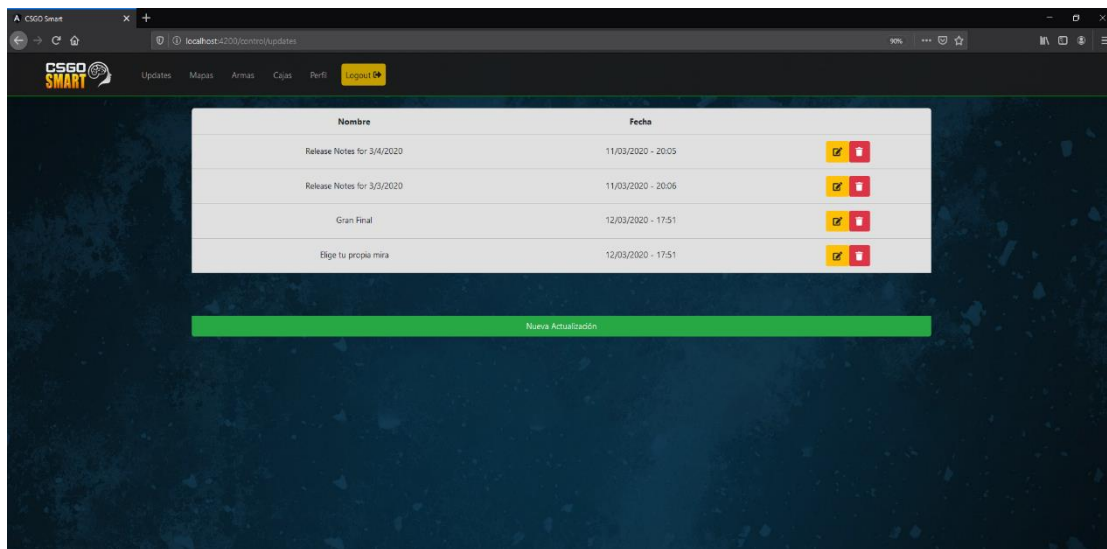 A CSGO Smart
localhost:4200/control/updates 90%
CSGO SMART
Updates Mapas Armas Cajas Perfil Logout
Nombre Fecha
Release Notes for 3/4/2020 11/03/2020 - 20:05
Release Notes for 3/3/2020 11/03/2020 - 20:06
Gran Final 12/03/2020 - 17:51
Elige tu propia mira 12/03/2020 - 17:51
Nueva Actualización